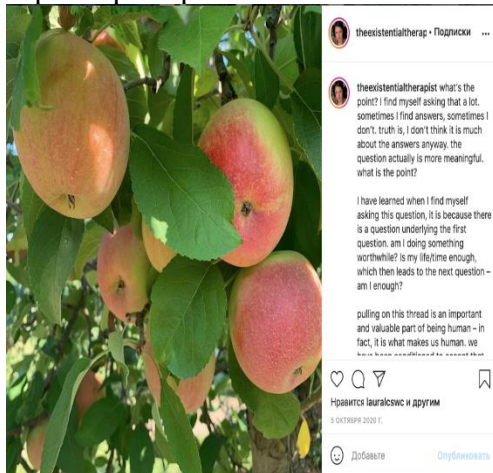 theexistentialtherap • Подписки ...
theexistentialtherapist what's the
point? I find myself asking that a lot.
sometimes I find answers, sometimes I
don't. truth is, I don't think it is much
about the answers anyway. the
question actually is more meaningful.
what is the point?
I have learned when I find myself
asking this question, it is because there
is a question underlying the first
question. am I doing something
worthwhile? Is my life/time enough,
which then leads to the next question –
am I enough?
pulling on this thread is an important
and valuable part of being human – in
fact, it is what makes us human. we
Нравится lauralcswc и другим
5 ОКТЯБРЯ 2020 Г.
Добавьте
Опубликовать